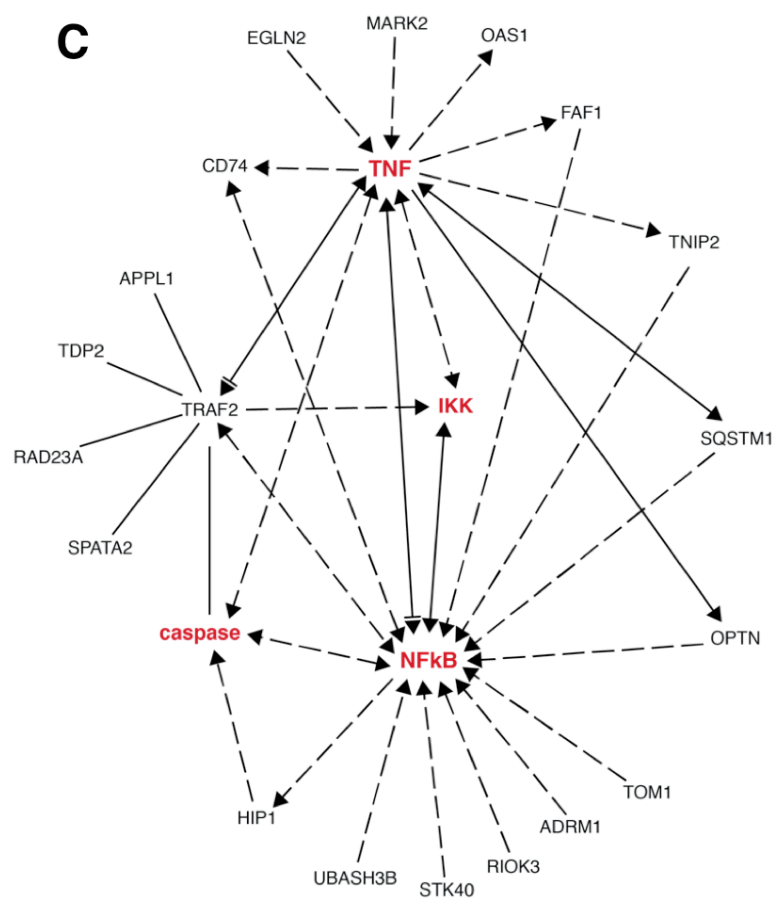 C
MARK2
EGLN2
OAS1
FAF1
CD74
TNF
TNIP2
APPL1
TDP2
TRAF2
IKK
SQSTM1
RAD23A
SPATA2
caspase
OPTN
NFkB
TOM1
HIP1
ADRM1
RIOK3
UBASH3B
STK40